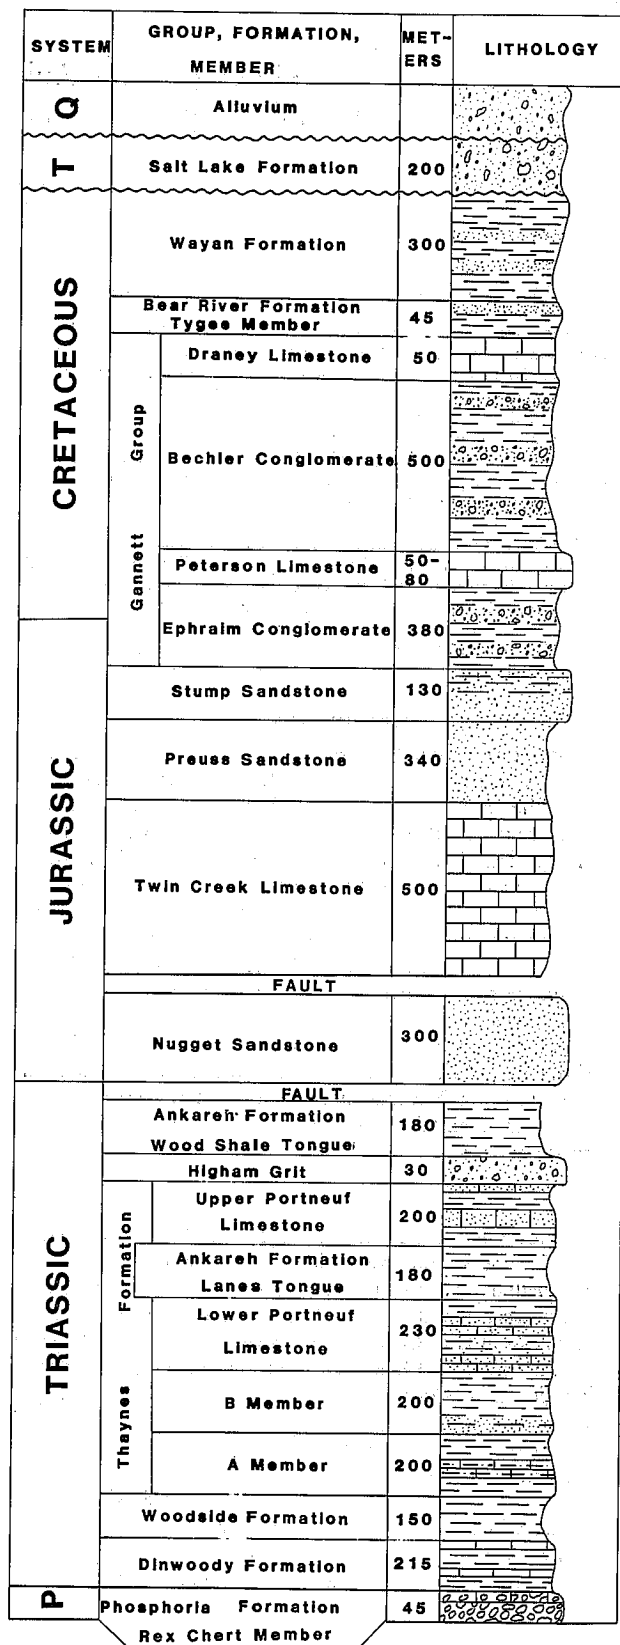 SYSTEM
GROUP, FORMATION,
MEMBER
MET-
ERS
LITHOLOGY
Q
Alluvium
T
Salt Lake Formation
200
CRETACEOUS
Wayan Formation
300
Bear River Formation
Tygee Member
45
Gannett Group
Draney Limestone
50
Bechler Conglomerate
500
Peterson Limestone
50-
80
Ephraim Conglomerate
380
JURASSIC
Stump Sandstone
130
Preuss Sandstone
340
Twin Creek Limestone
500
FAULT
Nugget Sandstone
300
TRIASSIC
FAULT
Ankareh Formation
Wood Shale Tongue
180
Higham Grit
30
Thaynes Formation
Upper Portneuf
Limestone
200
Ankareh Formation
Lanes Tongue
180
Lower Portneuf
Limestone
230
B Member
200
A Member
200
Woodside Formation
150
Dinwoody Formation
215
P
Phosphoria Formation
45
Rex Chert Member